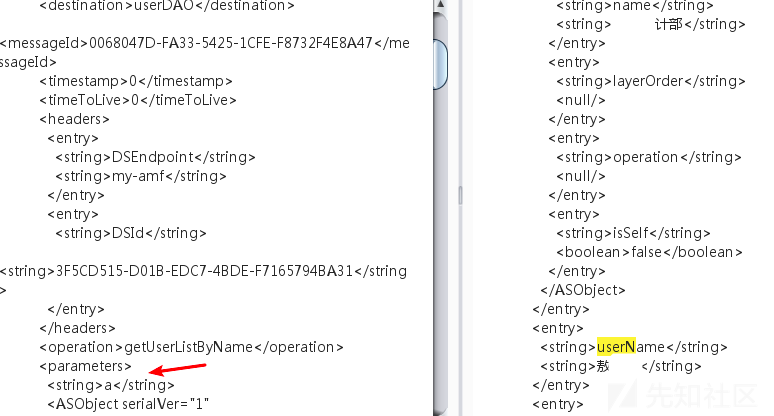 <destination>userDAO</destination>
<messageId>0068047D-FA33-5425-1CFE-F8732F4E8A47</me
ssageId>
<timestamp>0</timestamp>
<timeToLive>0</timeToLive>
<headers>
<entry>
<string>DSEndpoint</string>
<string>my-amf</string>
</entry>
<entry>
<string>DSId</string>
<string>3F5CD515-D01B-EDC7-4BDE-F7165794BA31</string
>
</entry>
</headers>
<operation>getUserListByName</operation>
<parameters>
<string>a</string>
<ASObject serialVer="1"
<string>name</string>
<string> 计部</string>
</entry>
<entry>
<string>layerOrder</string>
<null/>
</entry>
<entry>
<string>operation</string>
<null/>
</entry>
<entry>
<string>isSelf</string>
<boolean>false</boolean>
</entry>
</ASObject>
</entry>
<entry>
<string>userName</string>
<string>敖 </string>
</entry>
<entry>
先知社区